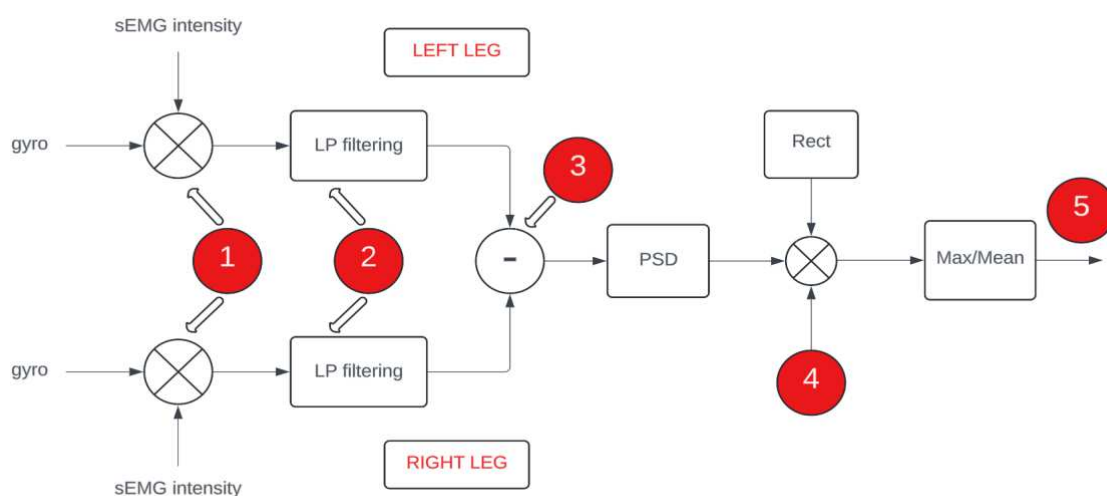 sEMG intensity
LEFT LEG
gyro
LP filtering
Rect
3
5
1
2
-
PSD
Max/Mean
gyro
LP filtering
4
RIGHT LEG
sEMG intensity